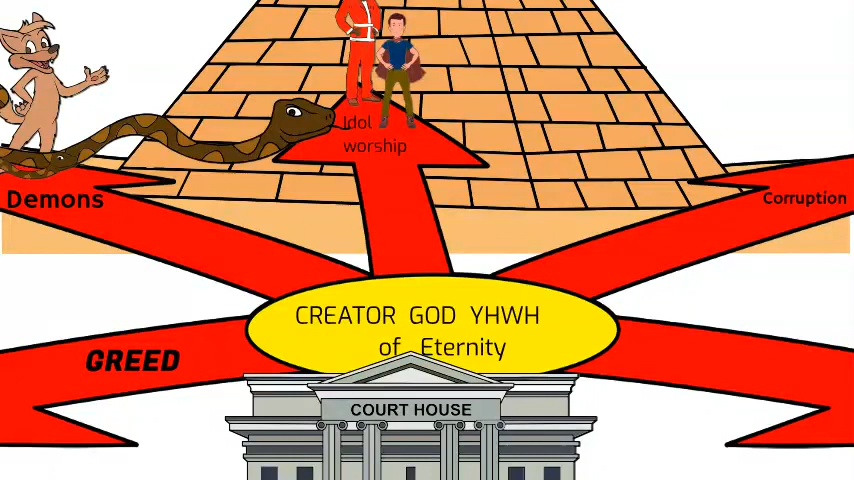 Idol
worship
Demons
Corruption
CREATOR GOD YHWH
of Eternity
GREED
COURT HOUSE